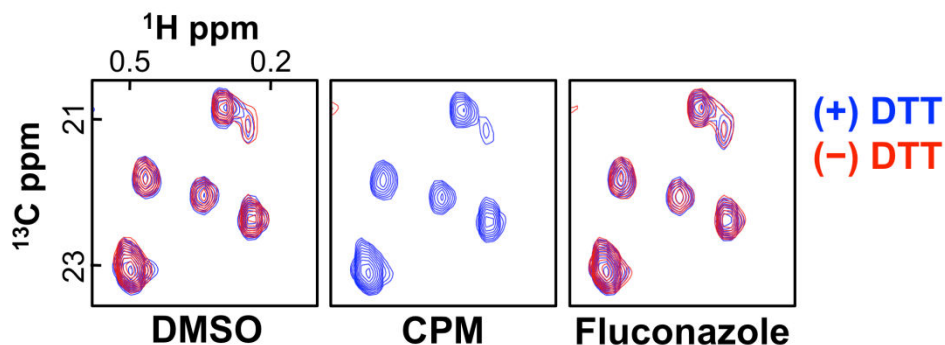 ¹H ppm
0.5 0.2
¹³C ppm
21
23
(+) DTT
(−) DTT
DMSO CPM Fluconazole